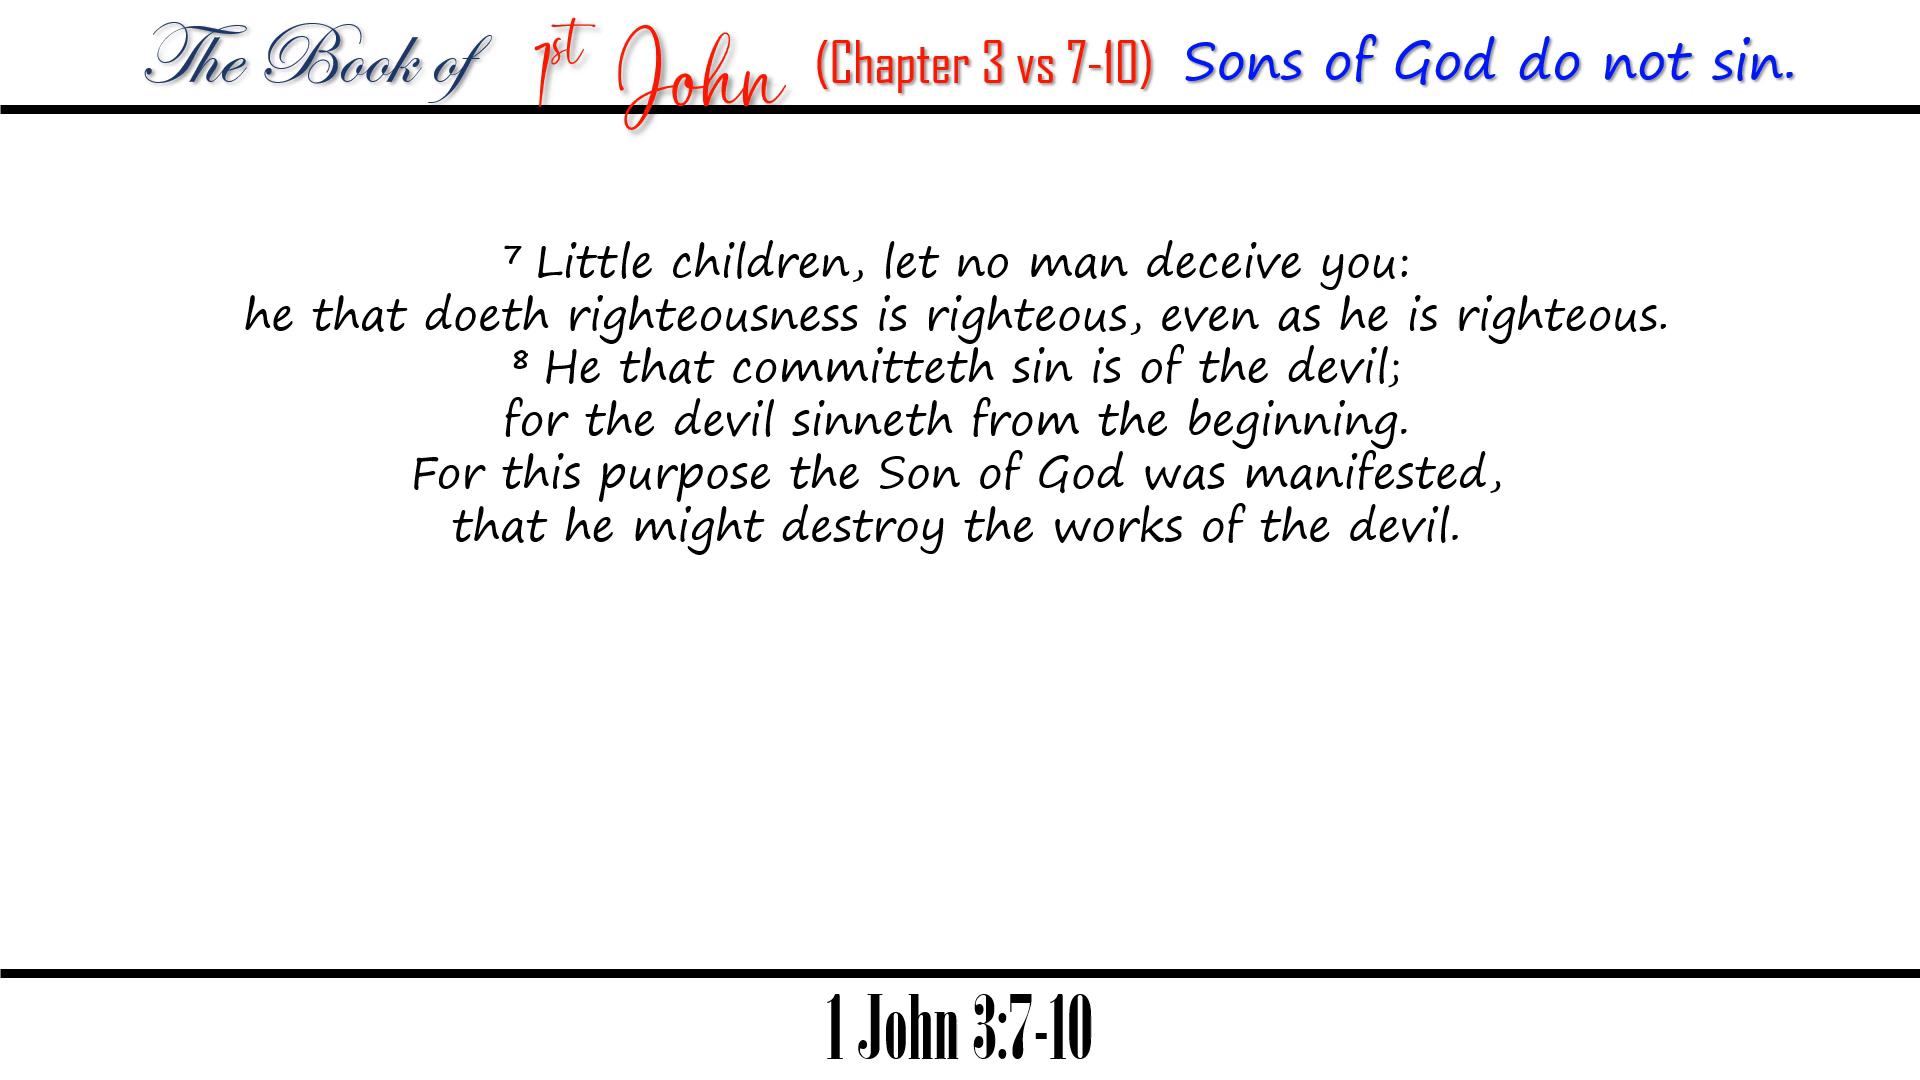 The Book of 1st John (Chapter 3 vs 7-10) Sons of God do not sin.
⁷ Little children, let no man deceive you:
he that doeth righteousness is righteous, even as he is righteous.
⁸ He that committeth sin is of the devil;
for the devil sinneth from the beginning.
For this purpose the Son of God was manifested,
that he might destroy the works of the devil.
1 John 3:7-10